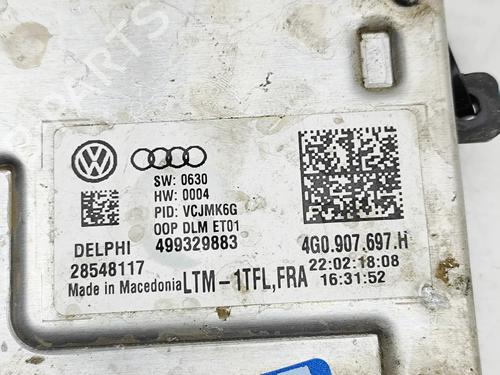 PARTS
SW: 0630
HW: 0004
PID: VCJMK6G
OOP DLM ET01
DELPHI 499329883
28548117
Made in Macedonia LTM-1TFL,FRA
4G0.907.697.H
22:02:18:08
16:31:52